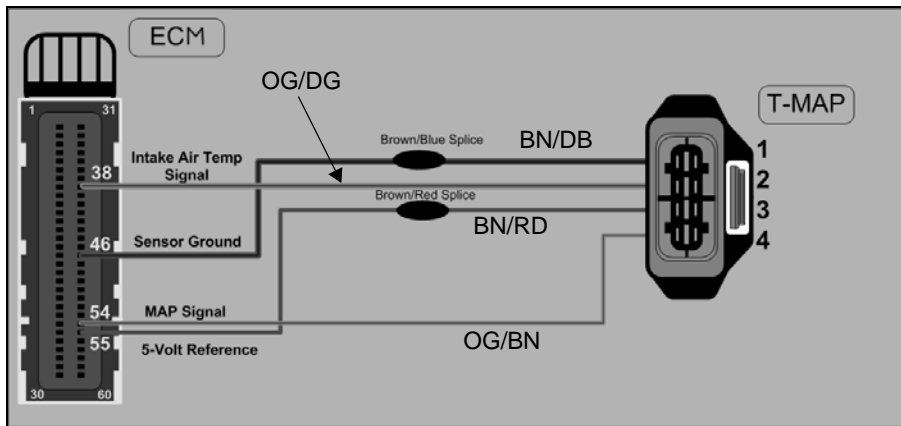 ECM
OG/DG
T-MAP
1 31
Brown/Blue Splice
BN/DB
1
Intake Air Temp
Signal
38
2
Brown/Red Splice
3
BN/RD
46
Sensor Ground
4
54
MAP Signal
OG/BN
55
5-Volt Reference
30 60